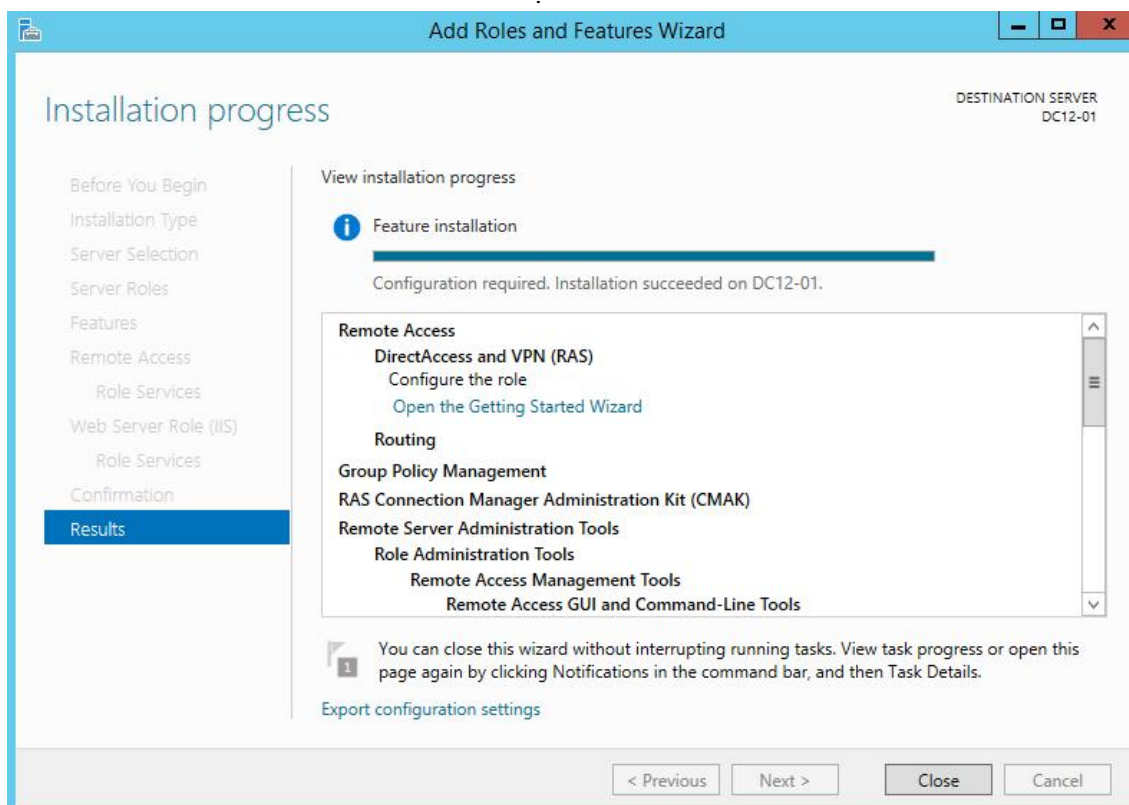 Add Roles and Features Wizard
Installation progress
DESTINATION SERVER
DC12-01
Before You Begin
Installation Type
Server Selection
Server Roles
Features
Remote Access
Role Services
Web Server Role (IIS)
Role Services
Confirmation
Results
View installation progress
Feature installation
Configuration required. Installation succeeded on DC12-01.
Remote Access
DirectAccess and VPN (RAS)
Configure the role
Open the Getting Started Wizard
Routing
Group Policy Management
RAS Connection Manager Administration Kit (CMAK)
Remote Server Administration Tools
Role Administration Tools
Remote Access Management Tools
Remote Access GUI and Command-Line Tools
1
You can close this wizard without interrupting running tasks. View task progress or open this
page again by clicking Notifications in the command bar, and then Task Details.
Export configuration settings
< Previous
Next >
Close
Cancel